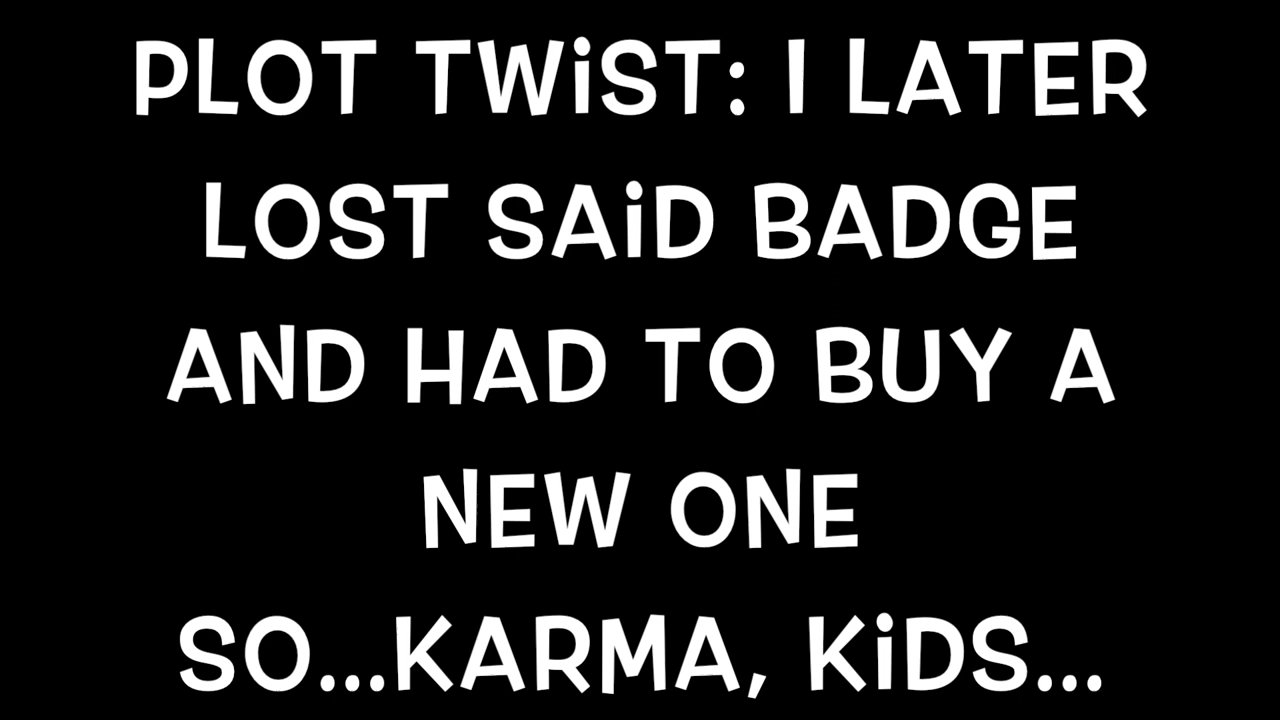 PLOT TWiST: I LATER
LOST SAiD BADGE
AND HAD TO BUY A
NEW ONE
SO...KARMA, KiDS...